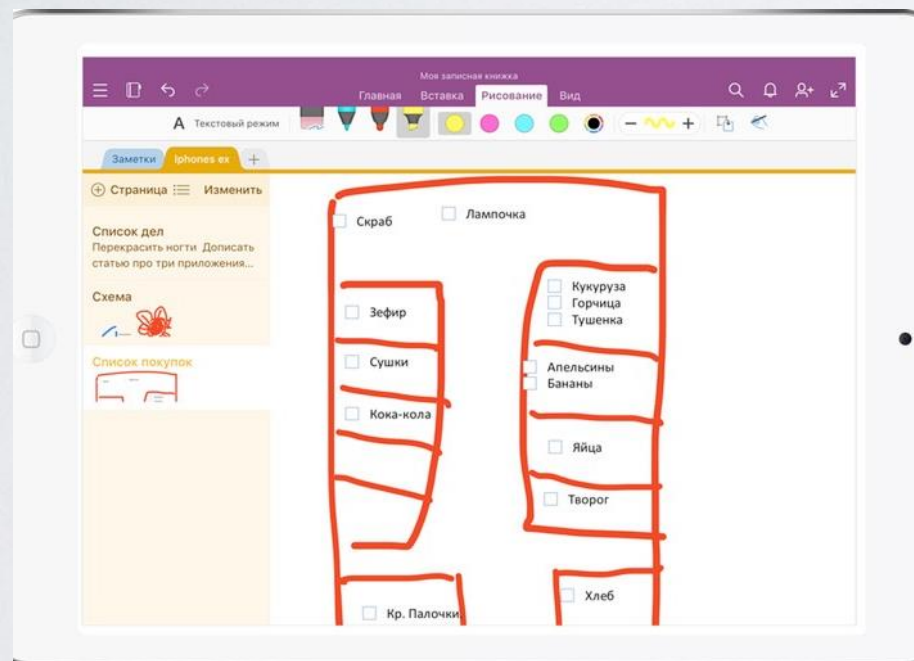 Моя записная книжка
Главная Вставка Рисование Вид
А Текстовый режим
Заметки Iphones ex +
Страница Изменить
Список дел
Перекрасить ногти Дописать
статью про три приложения...
Схема
Список покупок
Скраб
Лампочка
Зефир
Сушки
Кока-кола
Кукуруза
Горчица
Тушенка
Апельсины
Бананы
Яйца
Творог
Кр. Палочки
Хлеб